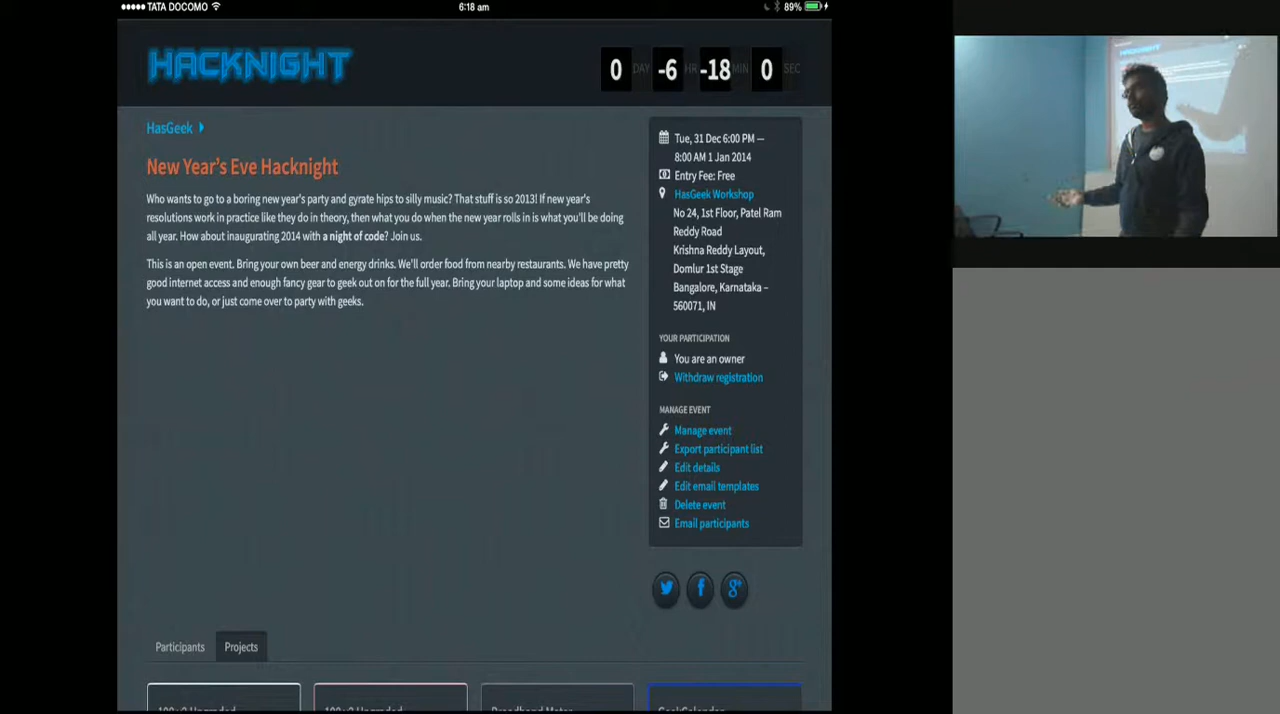 TATA DOCOMO
6:18 am
89%
HACKNIGHT
0 DAY -6 HR -18 MIN 0 SEC
HasGeek
New Year's Eve Hacknight
Who wants to go to a boring new year's party and gyrate hips to silly music? That stuff is so 2013! If new year's
resolutions work in practice like they do in theory, then what you do when the new year rolls in is what you'll be doing
all year. How about inaugurating 2014 with a night of code? Join us.
This is an open event. Bring your own beer and energy drinks. We'll order food from nearby restaurants. We have pretty
good internet access and enough fancy gear to geek out on for the full year. Bring your laptop and some ideas for what
you want to do, or just come over to party with geeks.
Tue, 31 Dec 6:00 PM —
8:00 AM 1 Jan 2014
Entry Fee: Free
HasGeek Workshop
No 24, 1st Floor, Patel Ram
Reddy Road
Krishna Reddy Layout,
Domlur 1st Stage
Bangalore, Karnataka –
560071, IN
YOUR PARTICIPATION
You are an owner
Withdraw registration
MANAGE EVENT
Manage event
Export participant list
Edit details
Edit email templates
Delete event
Email participants
Participants
Projects
HACKNIGHT